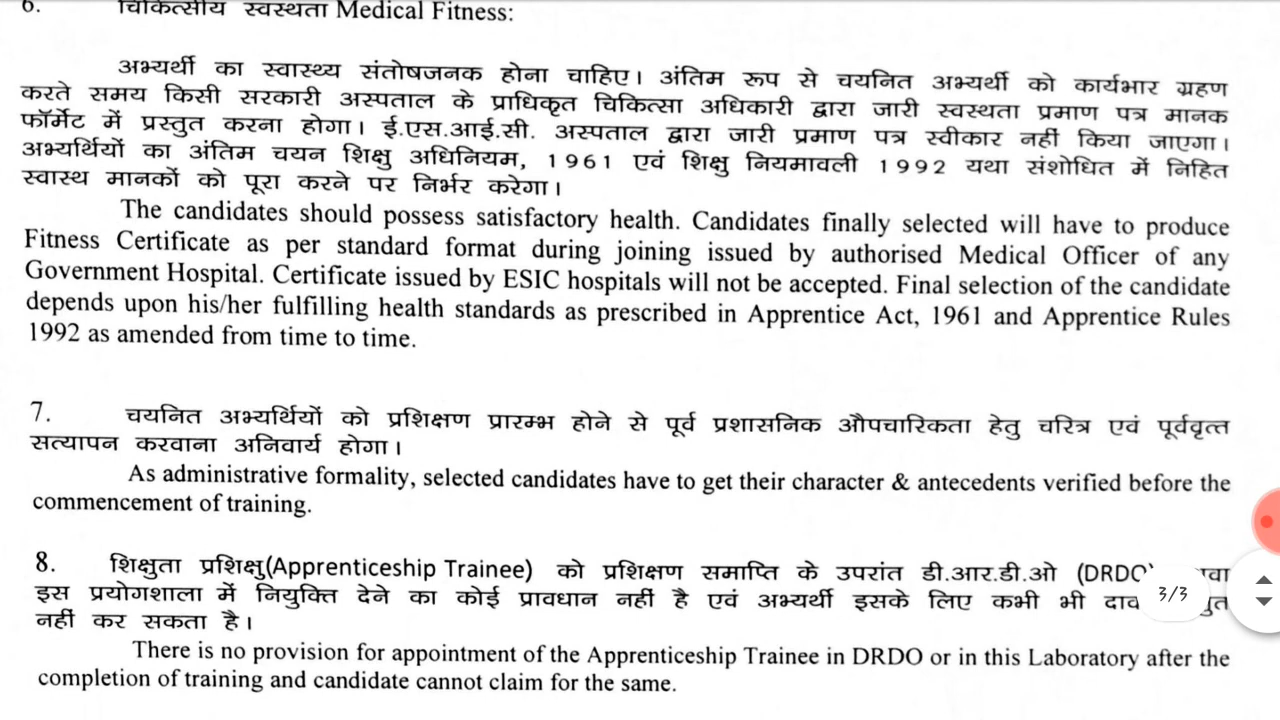 6. चिकित्सीय स्वस्थता Medical Fitness:
अभ्यर्थी का स्वास्थ्य संतोषजनक होना चाहिए। अंतिम रूप से चयनित अभ्यर्थी को कार्यभार ग्रहण
करते समय किसी सरकारी अस्पताल के प्राधिकृत चिकित्सा अधिकारी द्वारा जारी स्वस्थता प्रमाण पत्र मानक
फॉर्मेट में प्रस्तुत करना होगा। ई.एस.आई.सी. अस्पताल द्वारा जारी प्रमाण पत्र स्वीकार नहीं किया जाएगा।
अभ्यर्थियों का अंतिम चयन शिक्षु अधिनियम, 1961 एवं शिक्षु नियमावली 1992 यथा संशोधित में निहित
स्वास्थ मानकों को पूरा करने पर निर्भर करेगा।
The candidates should possess satisfactory health. Candidates finally selected will have to produce
Fitness Certificate as per standard format during joining issued by authorised Medical Officer of any
Government Hospital. Certificate issued by ESIC hospitals will not be accepted. Final selection of the candidate
depends upon his/her fulfilling health standards as prescribed in Apprentice Act, 1961 and Apprentice Rules
1992 as amended from time to time.
7. चयनित अभ्यर्थियों को प्रशिक्षण प्रारम्भ होने से पूर्व प्रशासनिक औपचारिकता हेतु चरित्र एवं पूर्ववृत्त
सत्यापन करवाना अनिवार्य होगा।
As administrative formality, selected candidates have to get their character & antecedents verified before the
commencement of training.
8. शिक्षुता प्रशिक्षु(Apprenticeship Trainee) को प्रशिक्षण समाप्ति के उपरांत डी.आर.डी.ओ (DRDO)
इस प्रयोगशाला में नियुक्ति देने का कोई प्रावधान नहीं है एवं अभ्यर्थी इसके लिए कभी भी
3/3
नहीं कर सकता है।
There is no provision for appointment of the Apprenticeship Trainee in DRDO or in this Laboratory after the
completion of training and candidate cannot claim for the same.